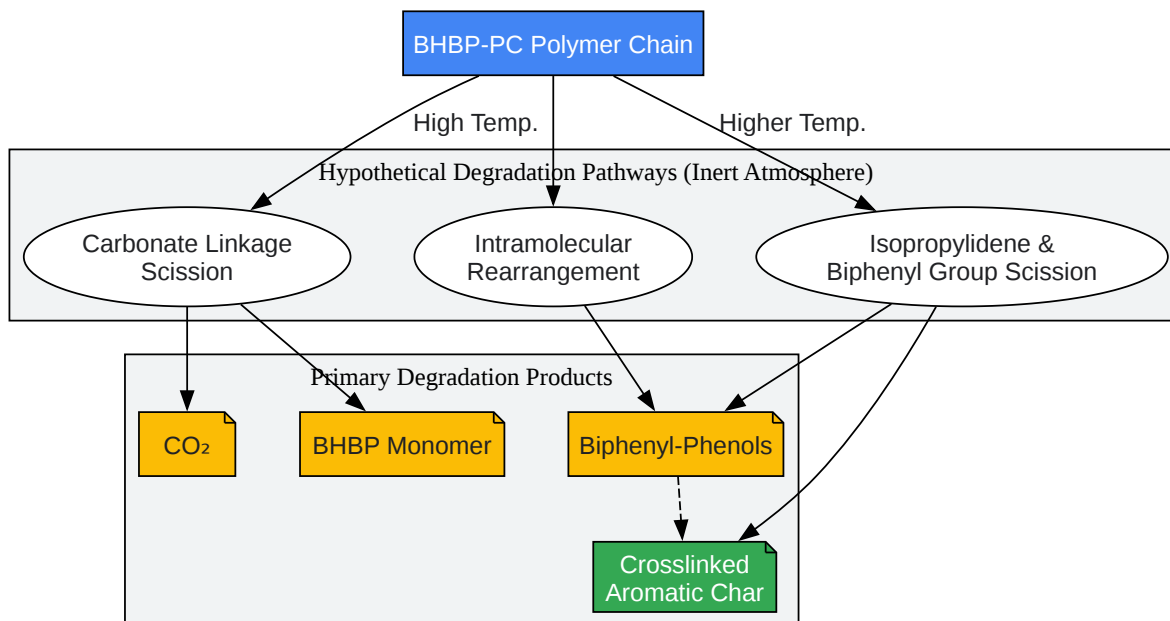 BHBP-PC Polymer Chain
High Temp.
Higher Temp.
Hypothetical Degradation Pathways (Inert Atmosphere)
Carbonate Linkage
Scission
Intramolecular
Rearrangement
Isopropylidene &
Biphenyl Group Scission
Primary Degradation Products
CO₂
BHBP Monomer
Biphenyl-Phenols
Crosslinked
Aromatic Char